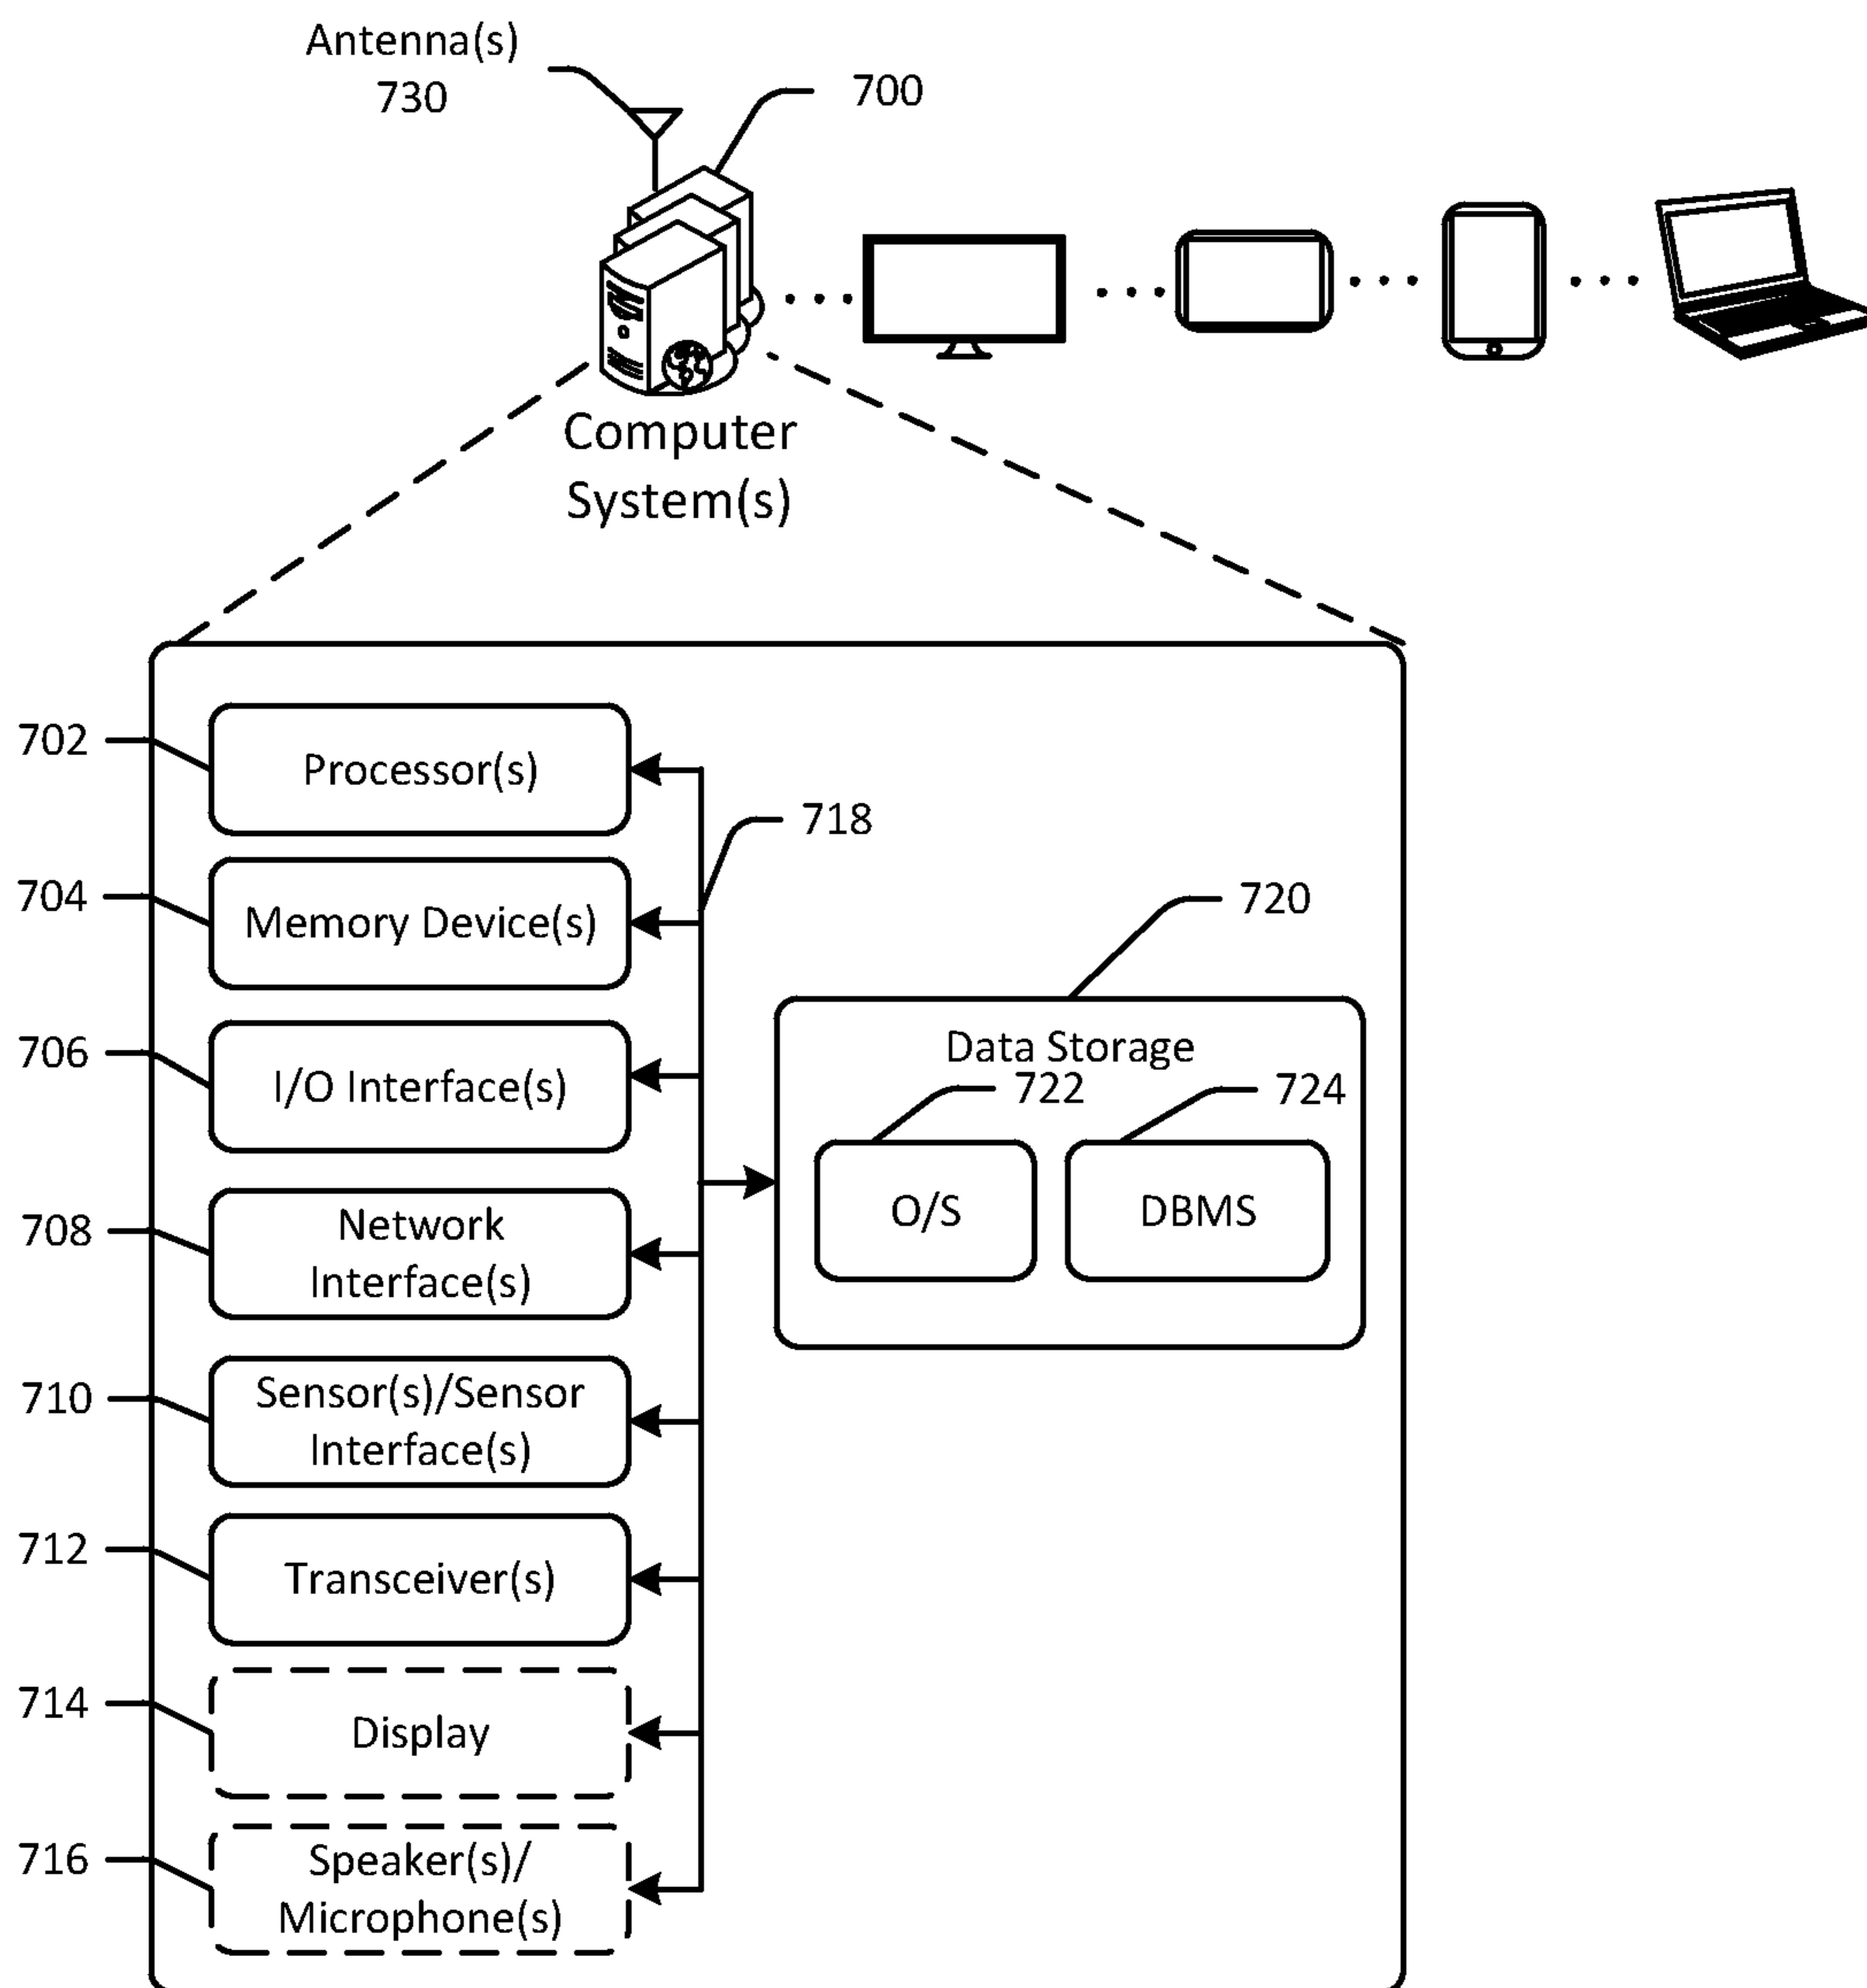 Antenna(s)
730
700
Computer
System(s)
702
Processor(s)
718
704
Memory Device(s)
720
706
I/O Interface(s)
Data Storage
722
724
O/S
DBMS
708
Network
Interface(s)
710
Sensor(s)/Sensor
Interface(s)
712
Transceiver(s)
714
Display
716
Speaker(s)/
Microphone(s)